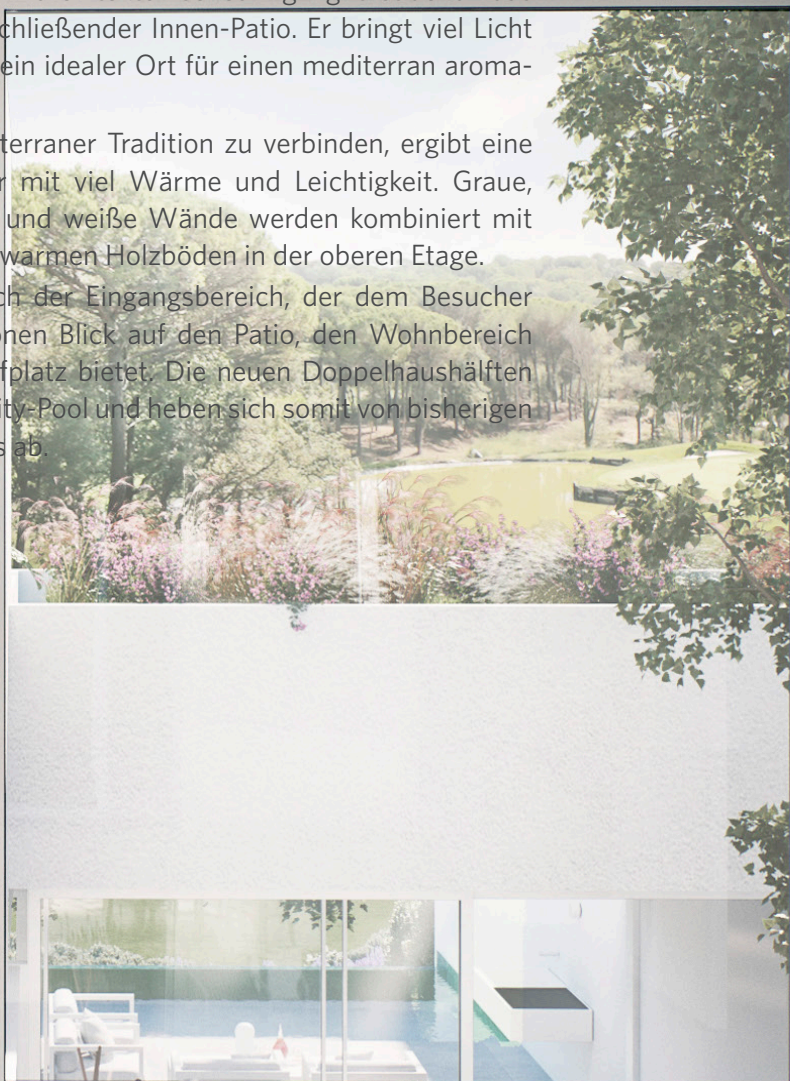 chließender Innen-Patio. Er bringt viel Licht
ein idealer Ort für einen mediterran aroma-
terraner Tradition zu verbinden, ergibt eine
r mit viel Wärme und Leichtigkeit. Graue,
und weiße Wände werden kombiniert mit
warmen Holzböden in der oberen Etage.
ch der Eingangsbereich, der dem Besucher
önen Blick auf den Patio, den Wohnbereich
fplatz bietet. Die neuen Doppelhaushälften
ity-Pool und heben sich somit von bisherigen
s ab.